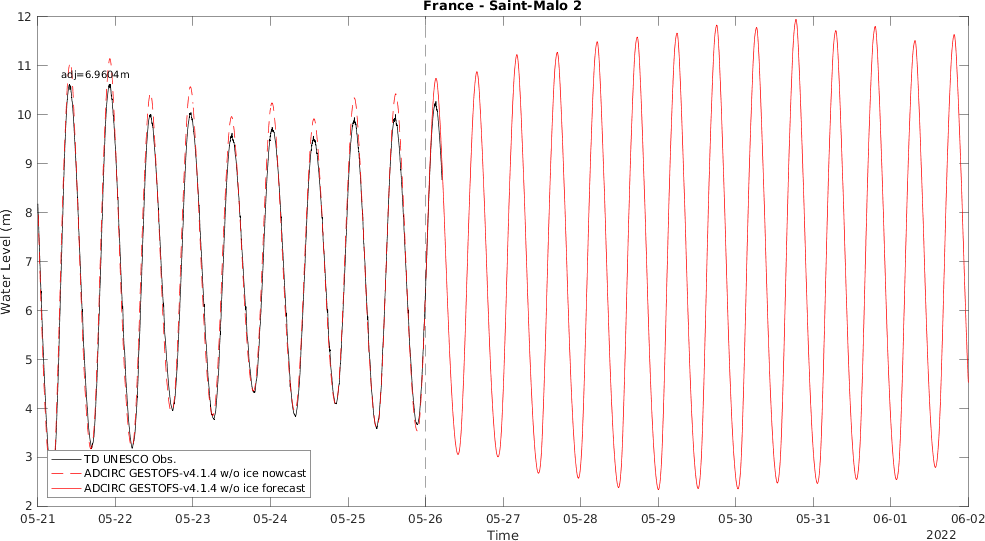 France - Saint-Malo 2
adj=6.9604m
12
11
10
9
8
7
6
5
4
3
2
Water Level (m)
TD UNESCO Obs.
ADCIRC GESTOFS-v4.1.4 w/o ice nowcast
ADCIRC GESTOFS-v4.1.4 w/o ice forecast
05-21 05-22 05-23 05-24 05-25 05-26 05-27 05-28 05-29 05-30 05-31 06-01 06-02
Time
2022